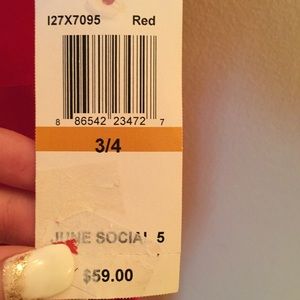 I27X7095 Red
8 86542 23472 7
3/4
JUNE SOCIAL 5
$59.00